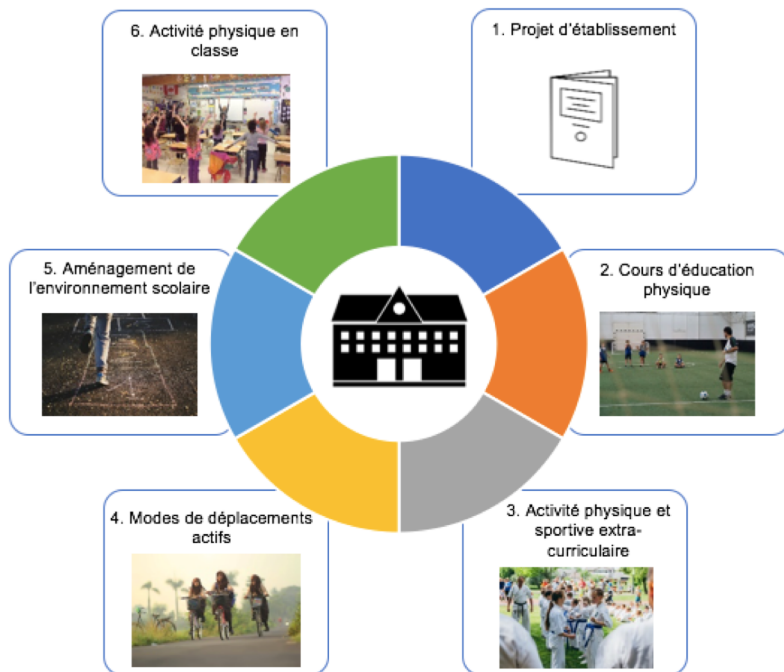 6. Activité physique en
classe
1. Projet d'établissement
5. Aménagement de
l'environnement scolaire
2. Cours d'éducation
physique
4. Modes de déplacements
actifs
3. Activité physique et
sportive extra-
curriculaire